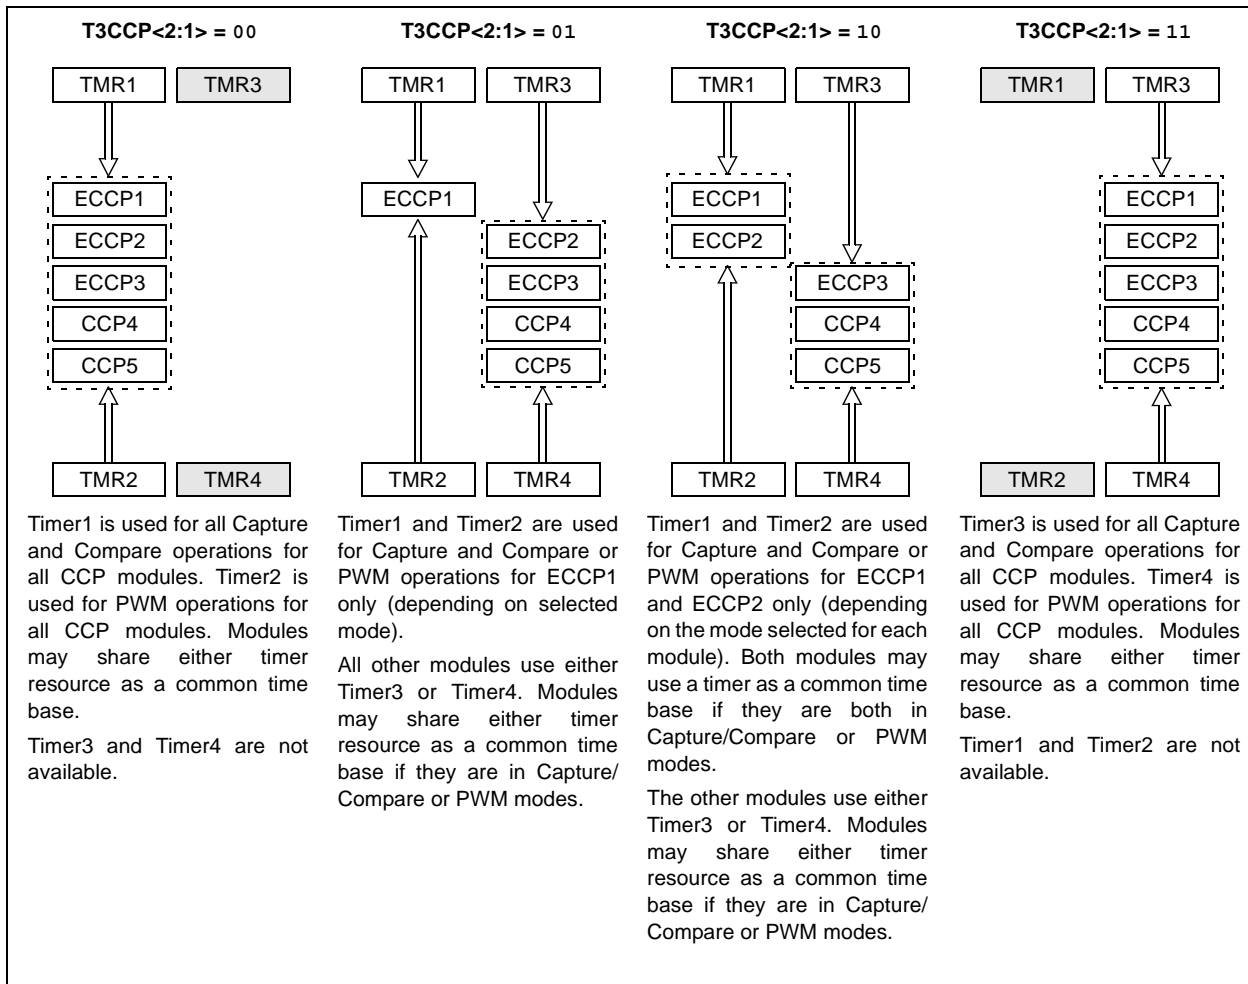 T3CCP<2:1> = 00
TMR1 TMR3
ECCP1
ECCP2
ECCP3
CCP4
CCP5
TMR2 TMR4
Timer1 is used for all Capture
and Compare operations for
all CCP modules. Timer2 is
used for PWM operations for
all CCP modules. Modules
may share either timer
resource as a common time
base.
Timer3 and Timer4 are not
available.
T3CCP<2:1> = 01
TMR1 TMR3
ECCP1
ECCP2
ECCP3
CCP4
CCP5
TMR2 TMR4
Timer1 and Timer2 are used
for Capture and Compare or
PWM operations for ECCP1
only (depending on selected
mode).
All other modules use either
Timer3 or Timer4. Modules
may share either timer
resource as a common time
base if they are in Capture/
Compare or PWM modes.
T3CCP<2:1> = 10
TMR1 TMR3
ECCP1
ECCP2
ECCP3
CCP4
CCP5
TMR2 TMR4
Timer1 and Timer2 are used
for Capture and Compare or
PWM operations for ECCP1
and ECCP2 only (depending
on the mode selected for each
module). Both modules may
use a timer as a common time
base if they are both in
Capture/Compare or PWM
modes.
The other modules use either
Timer3 or Timer4. Modules
may share either timer
resource as a common time
base if they are in Capture/
Compare or PWM modes.
T3CCP<2:1> = 11
TMR1 TMR3
ECCP1
ECCP2
ECCP3
CCP4
CCP5
TMR2 TMR4
Timer3 is used for all Capture
and Compare operations for
all CCP modules. Timer4 is
used for PWM operations for
all CCP modules. Modules
may share either timer
resource as a common time
base.
Timer1 and Timer2 are not
available.